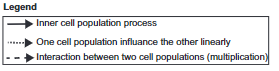 Legend
Inner cell population process
One cell population influance the other linearly
Interaction between two cell populations (multiplication)